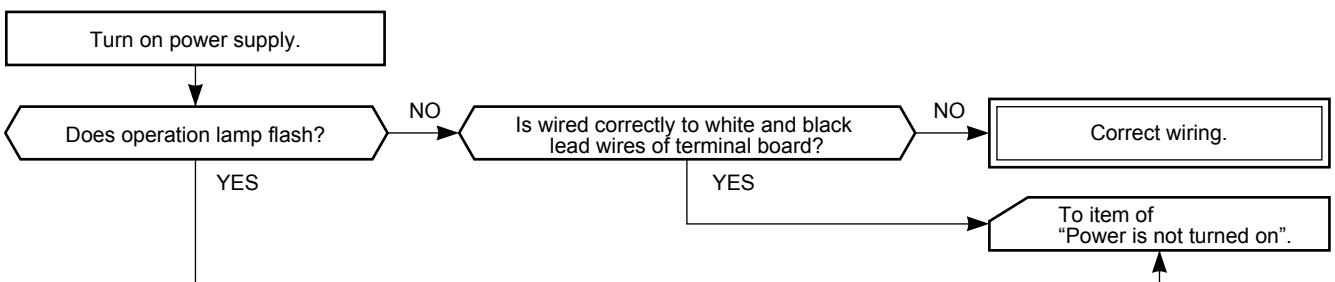 Turn on power supply.
Does operation lamp flash?
NO
Is wired correctly to white and black
lead wires of terminal board?
NO
Correct wiring.
YES
YES
To item of
“Power is not turned on”.